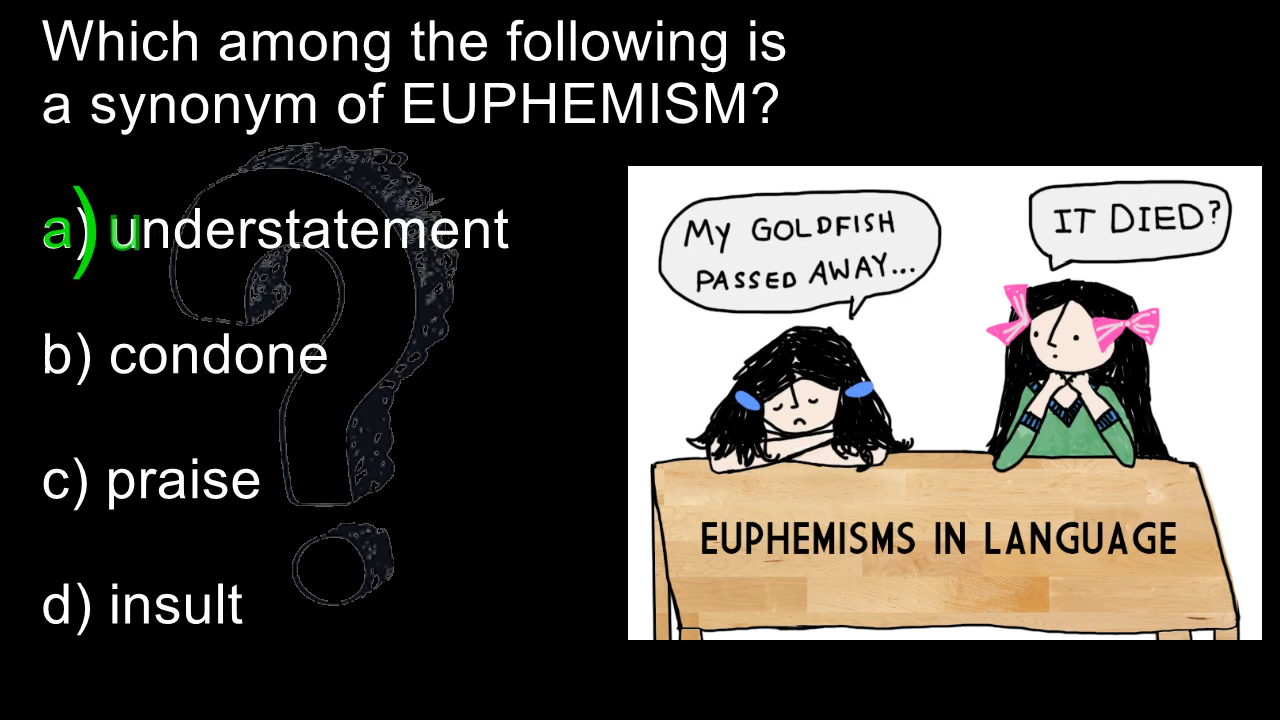 Which among the following is
a synonym of EUPHEMISM?
a) understatement
b) condone
c) praise
d) insult
MY GOLDFISH
PASSED AWAY...
IT DIED?
EUPHEMISMS IN LANGUAGE